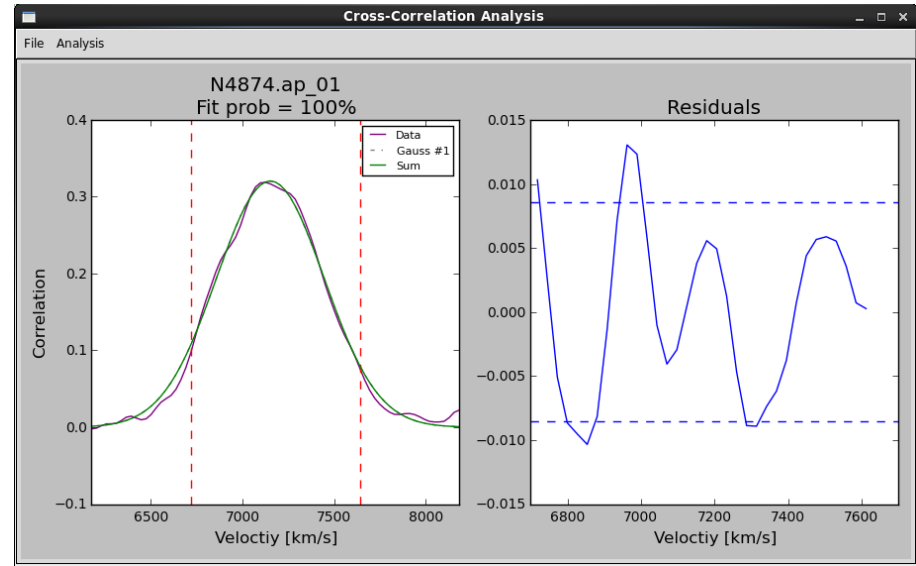 Cross-Correlation Analysis
File Analysis
N4874.ap_01
Fit prob = 100%
Residuals
0.4
0.3
0.2
0.1
0.0
−0.1
Correlation
Data
Gauss #1
Sum
6500 7000 7500 8000
Veloctiy [km/s]
0.015
0.010
0.005
0.000
−0.005
−0.010
−0.015
6800 7000 7200 7400 7600
Veloctiy [km/s]